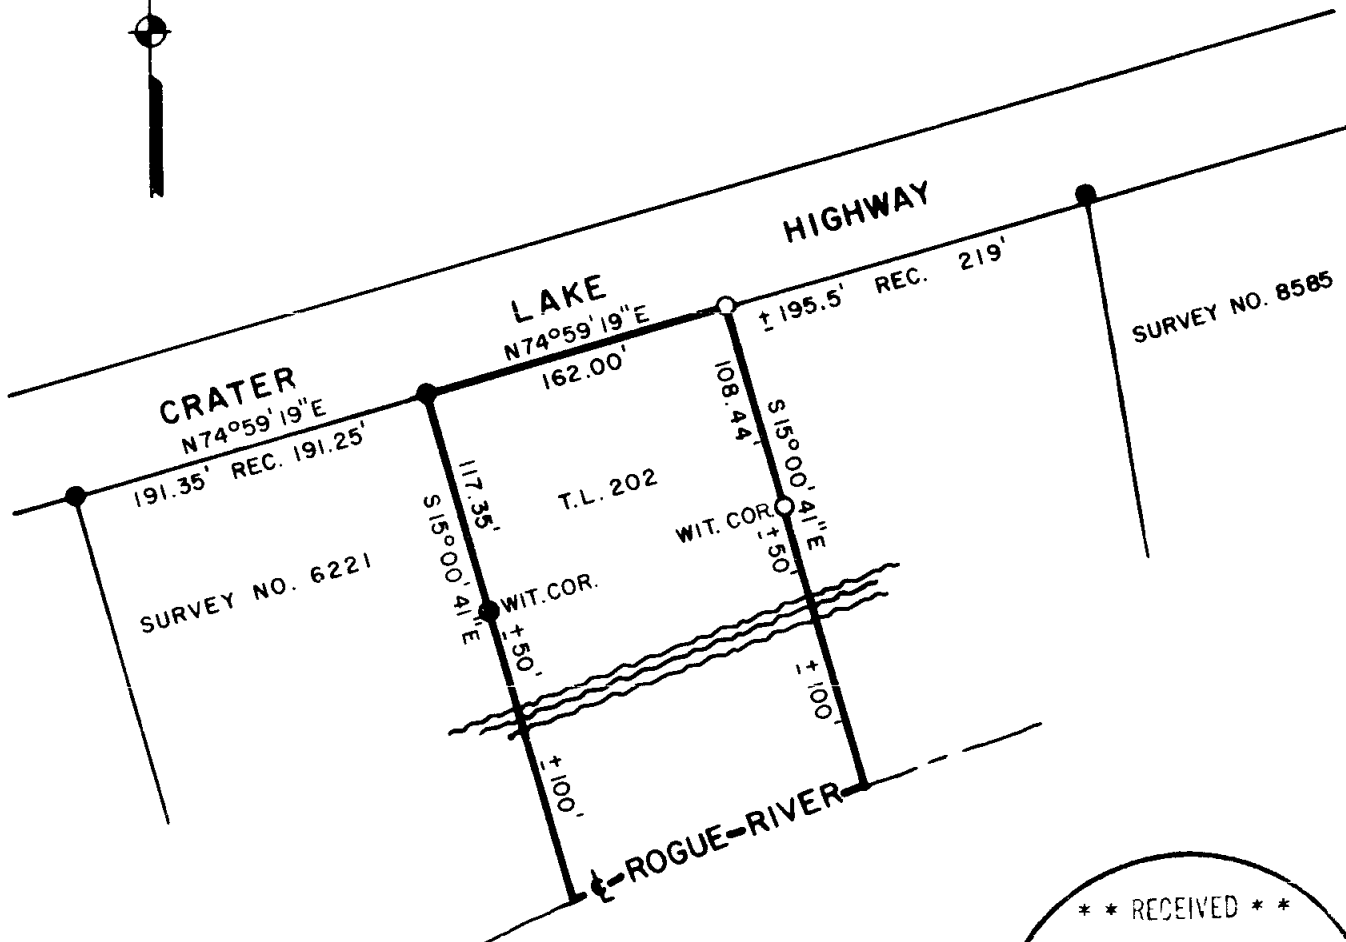 HIGHWAY
LAKE
CRATER
N74°59'19"E
162.00'
± 195.5' REC. 219'
N74°59'19"E
191.35' REC. 191.25'
SURVEY NO. 8585
108.44'
S15°00'41"E
117.35'
S15°00'41"E
T.L. 202
WIT. COR.
±50'
SURVEY NO. 6221
WIT. COR.
±50'
±100'
±100'
℄ ROGUE RIVER
* * RECEIVED * *